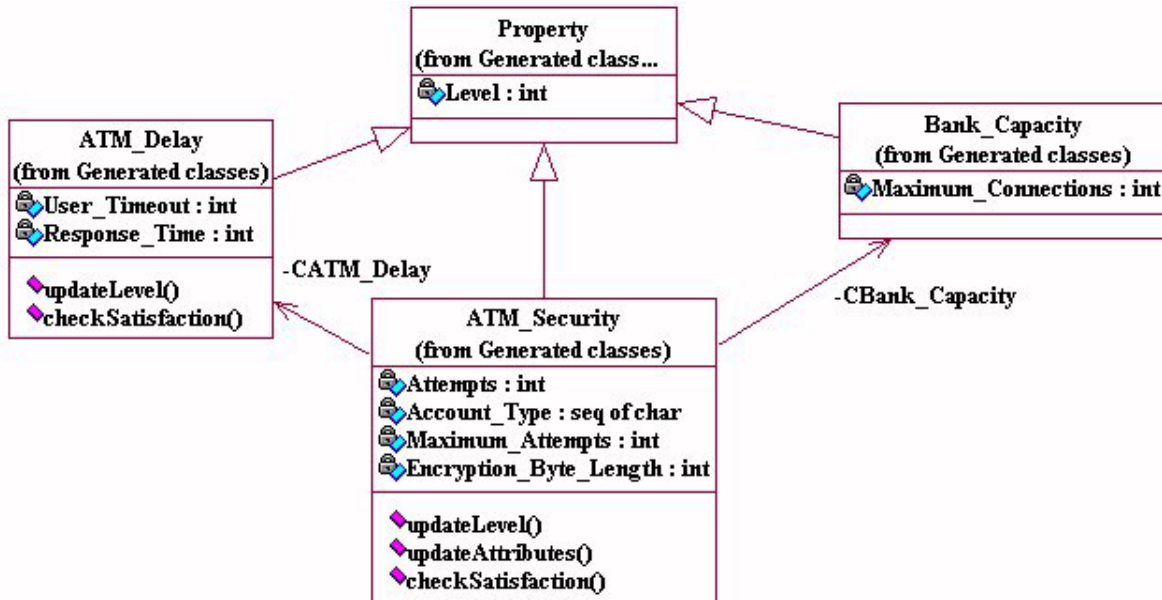 Property
(from Generated class...
Level : int
ATM_Delay
(from Generated classes)
User_Timeout : int
Response_Time : int
updateLevel()
checkSatisfaction()
Bank_Capacity
(from Generated classes)
Maximum_Connections : int
-CATM_Delay
-CBank_Capacity
ATM_Security
(from Generated classes)
Attempts : int
Account_Type : seq of char
Maximum_Attempts : int
Encryption_Byte_Length : int
updateLevel()
updateAttributes()
checkSatisfaction()